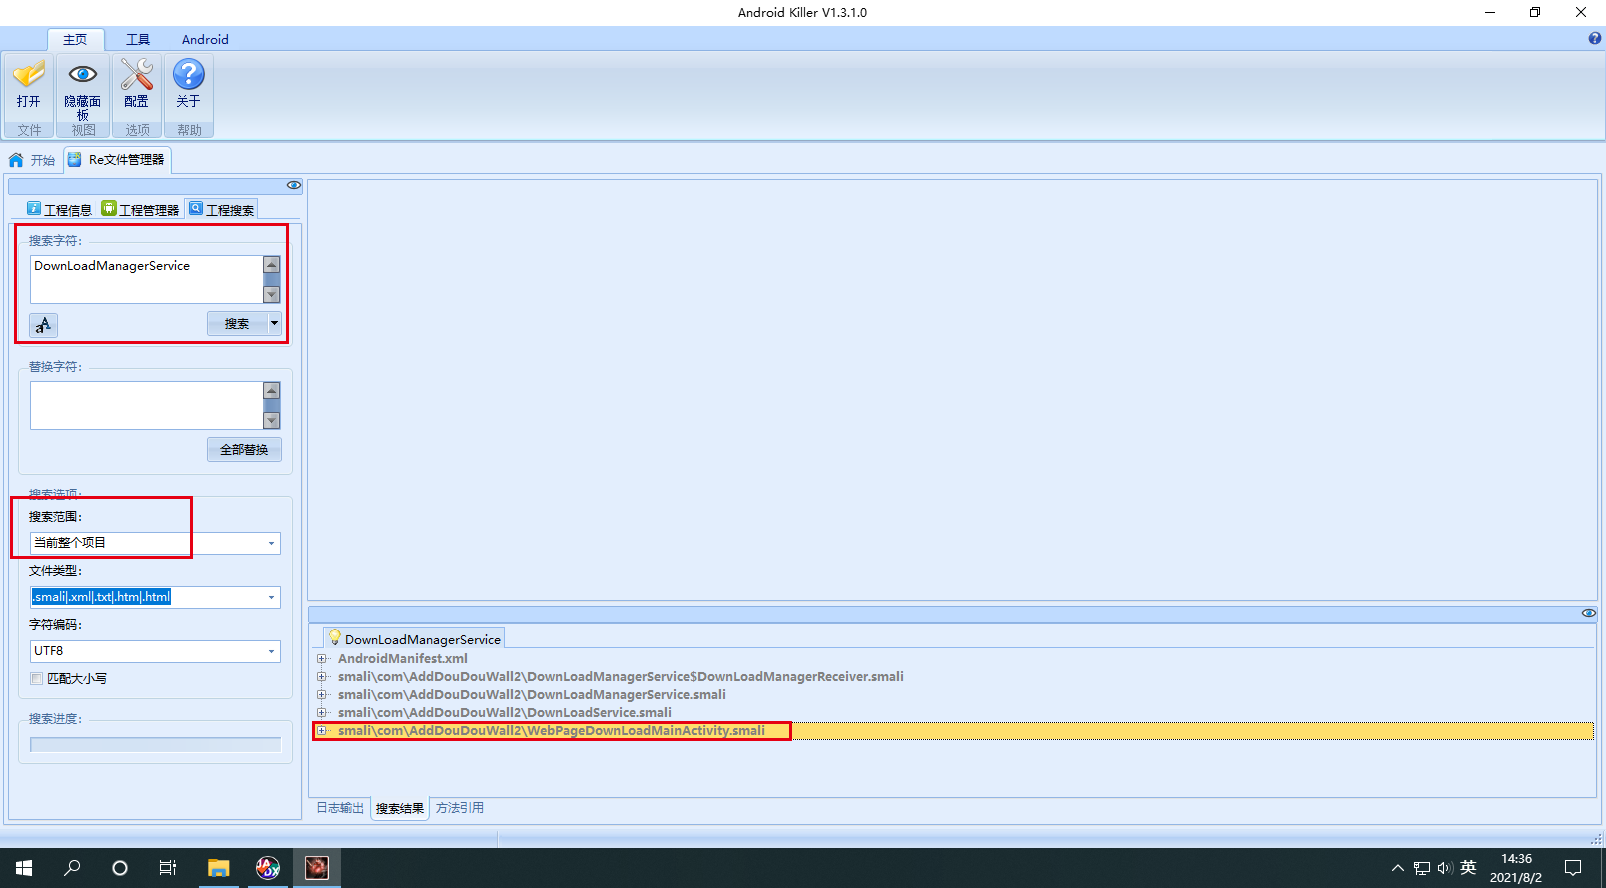 Android Killer V1.3.1.0
主页
工具
Android
打开
隐藏面
板
配置
关于
文件
视图
选项
帮助
开始
Re文件管理器
工程信息
工程管理器
工程搜索
搜索字符:
DownLoadManagerService
aA
搜索
替换字符:
全部替换
搜索选项:
搜索范围:
当前整个项目
文件类型:
.smali|.xml|.txt|.htm|.html
字符编码:
UTF8
匹配大小写
搜索进度:
DownLoadManagerService
AndroidManifest.xml
smali\com\AddDouDouWall2\DownLoadManagerService$DownLoadManagerReceiver.smali
smali\com\AddDouDouWall2\DownLoadManagerService.smali
smali\com\AddDouDouWall2\DownLoadService.smali
smali\com\AddDouDouWall2\WebPageDownLoadMainActivity.smali
日志输出
搜索结果
方法引用
英
14:36
2021/8/2